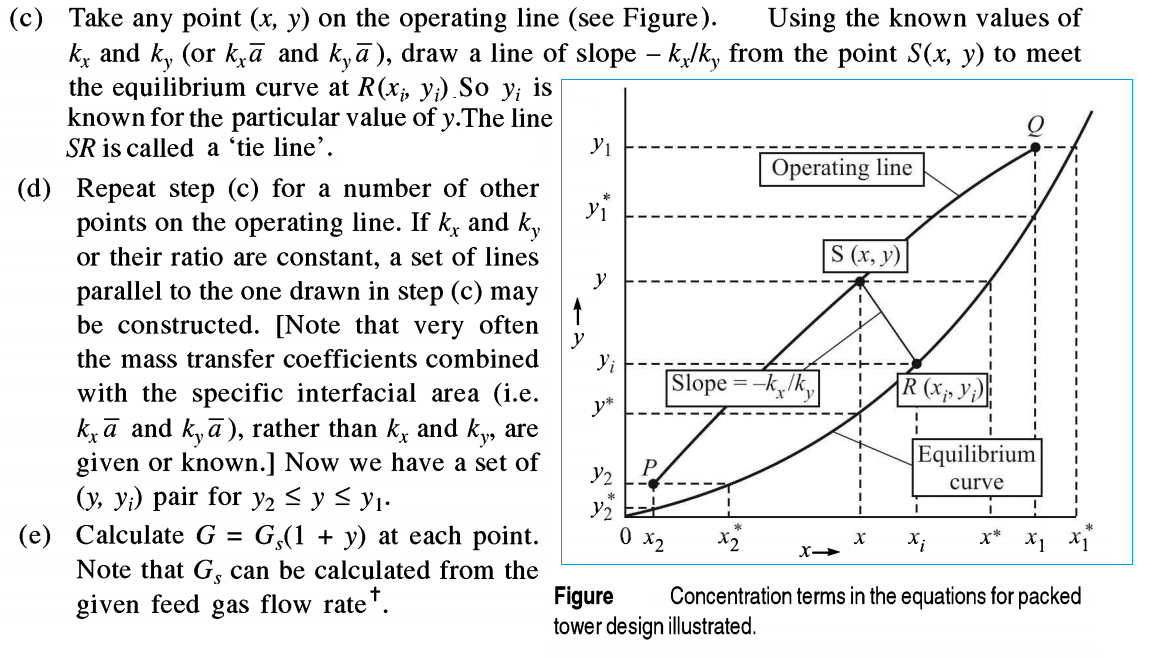 (c) Take any point (x, y) on the operating line (see Figure). Using the known values of
kx and ky (or kxa̅ and kya̅), draw a line of slope – kx/ky from the point S(x, y) to meet
the equilibrium curve at R(xi, yi). So yi is
known for the particular value of y.The line
SR is called a ‘tie line’.
(d) Repeat step (c) for a number of other
points on the operating line. If kx and ky
or their ratio are constant, a set of lines
parallel to the one drawn in step (c) may
be constructed. [Note that very often
the mass transfer coefficients combined
with the specific interfacial area (i.e.
kxa̅ and kya̅), rather than kx and ky, are
given or known.] Now we have a set of
(y, yi) pair for y2 ≤ y ≤ y1.
(e) Calculate G = Gs(1 + y) at each point.
Note that Gs can be calculated from the
given feed gas flow rate†.
Q
y1
Operating line
y1*
S (x, y)
y
y
yi
Slope = –kx/ky
R (xi, yi)
y*
Equilibrium
curve
P
y2
y2*
0 x2 x2* x xi x* x1 x1*
x
Figure Concentration terms in the equations for packed
tower design illustrated.